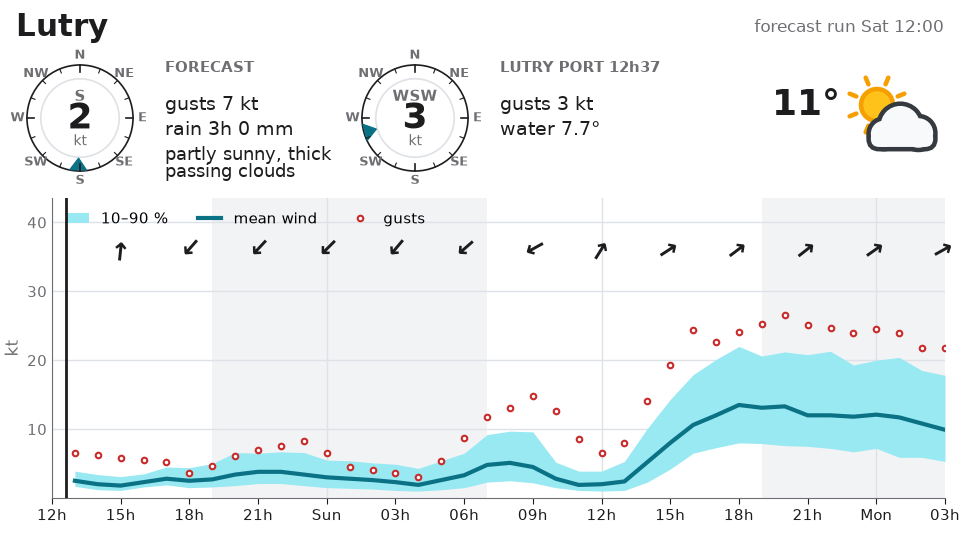 Lutry
forecast run Sat 12:00
N
NW NE
W E
SW SE
S
S
2
kt
FORECAST
gusts 7 kt
rain 3h 0 mm
partly sunny, thick
passing clouds
N
NW NE
W E
SW SE
S
WSW
3
kt
LUTRY PORT 12h37
gusts 3 kt
water 7.7°
11°
10–90 % mean wind gusts
kt
40
30
20
10
12h 15h 18h 21h Sun 03h 06h 09h 12h 15h 18h 21h Mon 03h